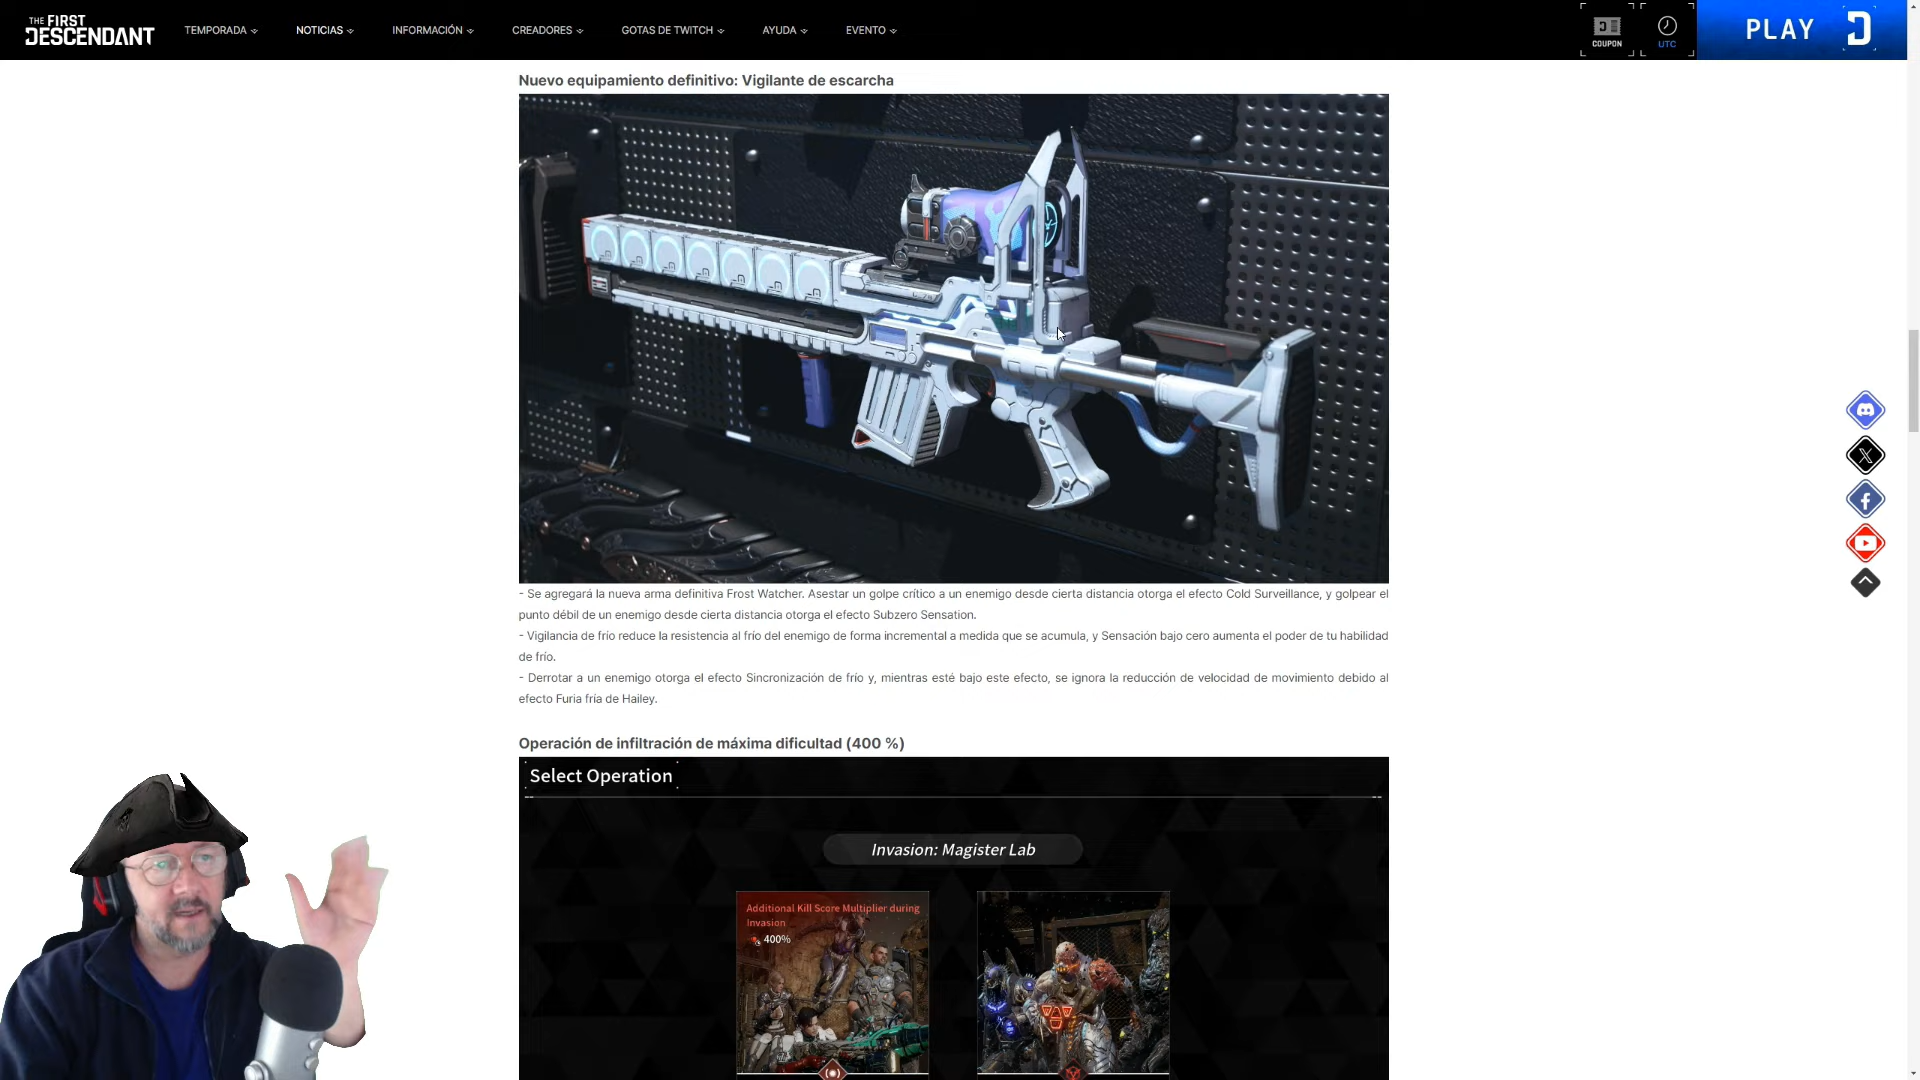 THE FIRST
DESCENDANT
TEMPORADA
NOTICIAS
INFORMACIÓN
CREADORES
GOTAS DE TWITCH
AYUDA
EVENTO
COUPON
UTC
PLAY
Nuevo equipamiento definitivo: Vigilante de escarcha
- Se agregará la nueva arma definitiva Frost Watcher. Asestar un golpe crítico a un enemigo desde cierta distancia otorga el efecto Cold Surveillance, y golpear el
punto débil de un enemigo desde cierta distancia otorga el efecto Subzero Sensation.
- Vigilancia de frío reduce la resistencia al frío del enemigo de forma incremental a medida que se acumula, y Sensación bajo cero aumenta el poder de tu habilidad
de frío.
- Derrotar a un enemigo otorga el efecto Sincronización de frío y, mientras esté bajo este efecto, se ignora la reducción de velocidad de movimiento debido al
efecto Furia fría de Hailey.
Operación de infiltración de máxima dificultad (400 %)
Select Operation
Invasion: Magister Lab
Additional Kill Score Multiplier during
Invasion
400%